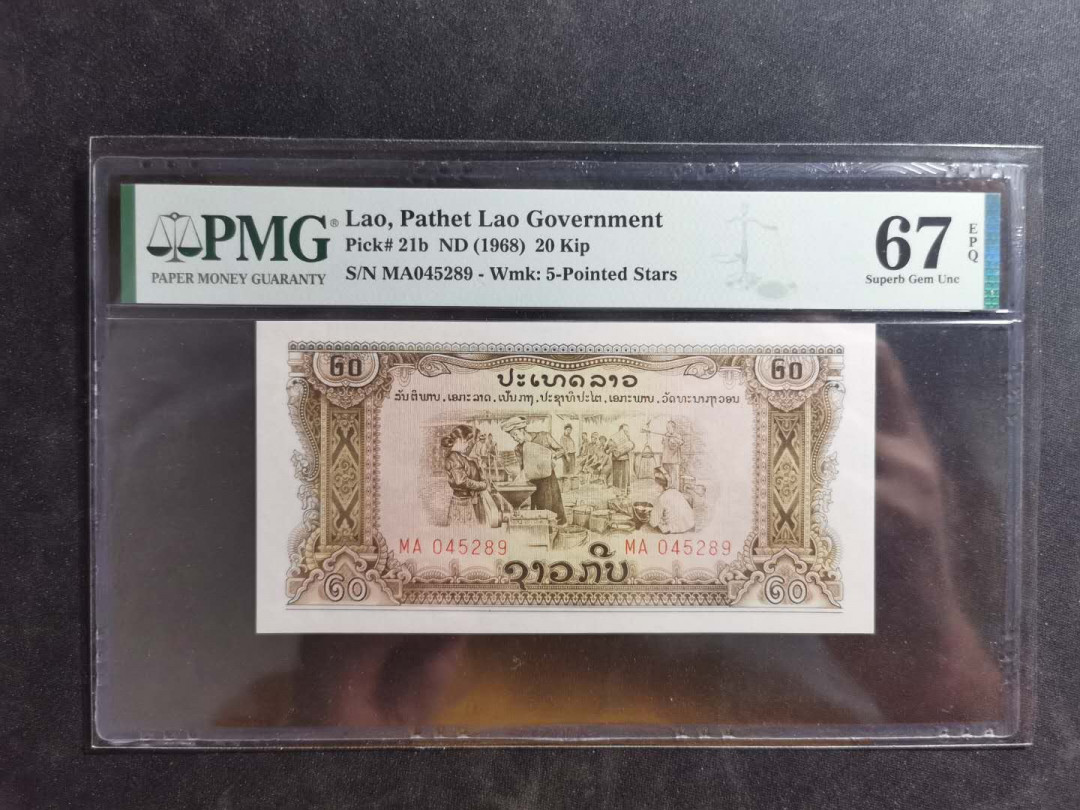 PMG®
PAPER MONEY GUARANTY
Lao, Pathet Lao Government
Pick# 21b ND (1968) 20 Kip
S/N MA045289 - Wmk: 5-Pointed Stars
67
EPQ
Superb Gem Unc
໒໐ ໒໐
ປະເທດລາວ
MA 045289 MA 045289
ຊາວກີບ
໒໐ ໒໐